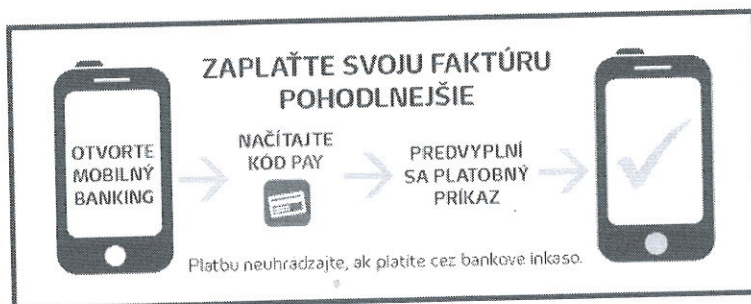 ZAPLAŤTE SVOJU FAKTÚRU
POHODLNEJŠIE
OTVORTE
MOBILNÝ
BANKING
NAČÍTAJTE
KÓD PAY
PREDVYPLNÍ
SA PLATOBNÝ
PRÍKAZ
Platbu neuhradzajte, ak platíte cez bankové inkaso.